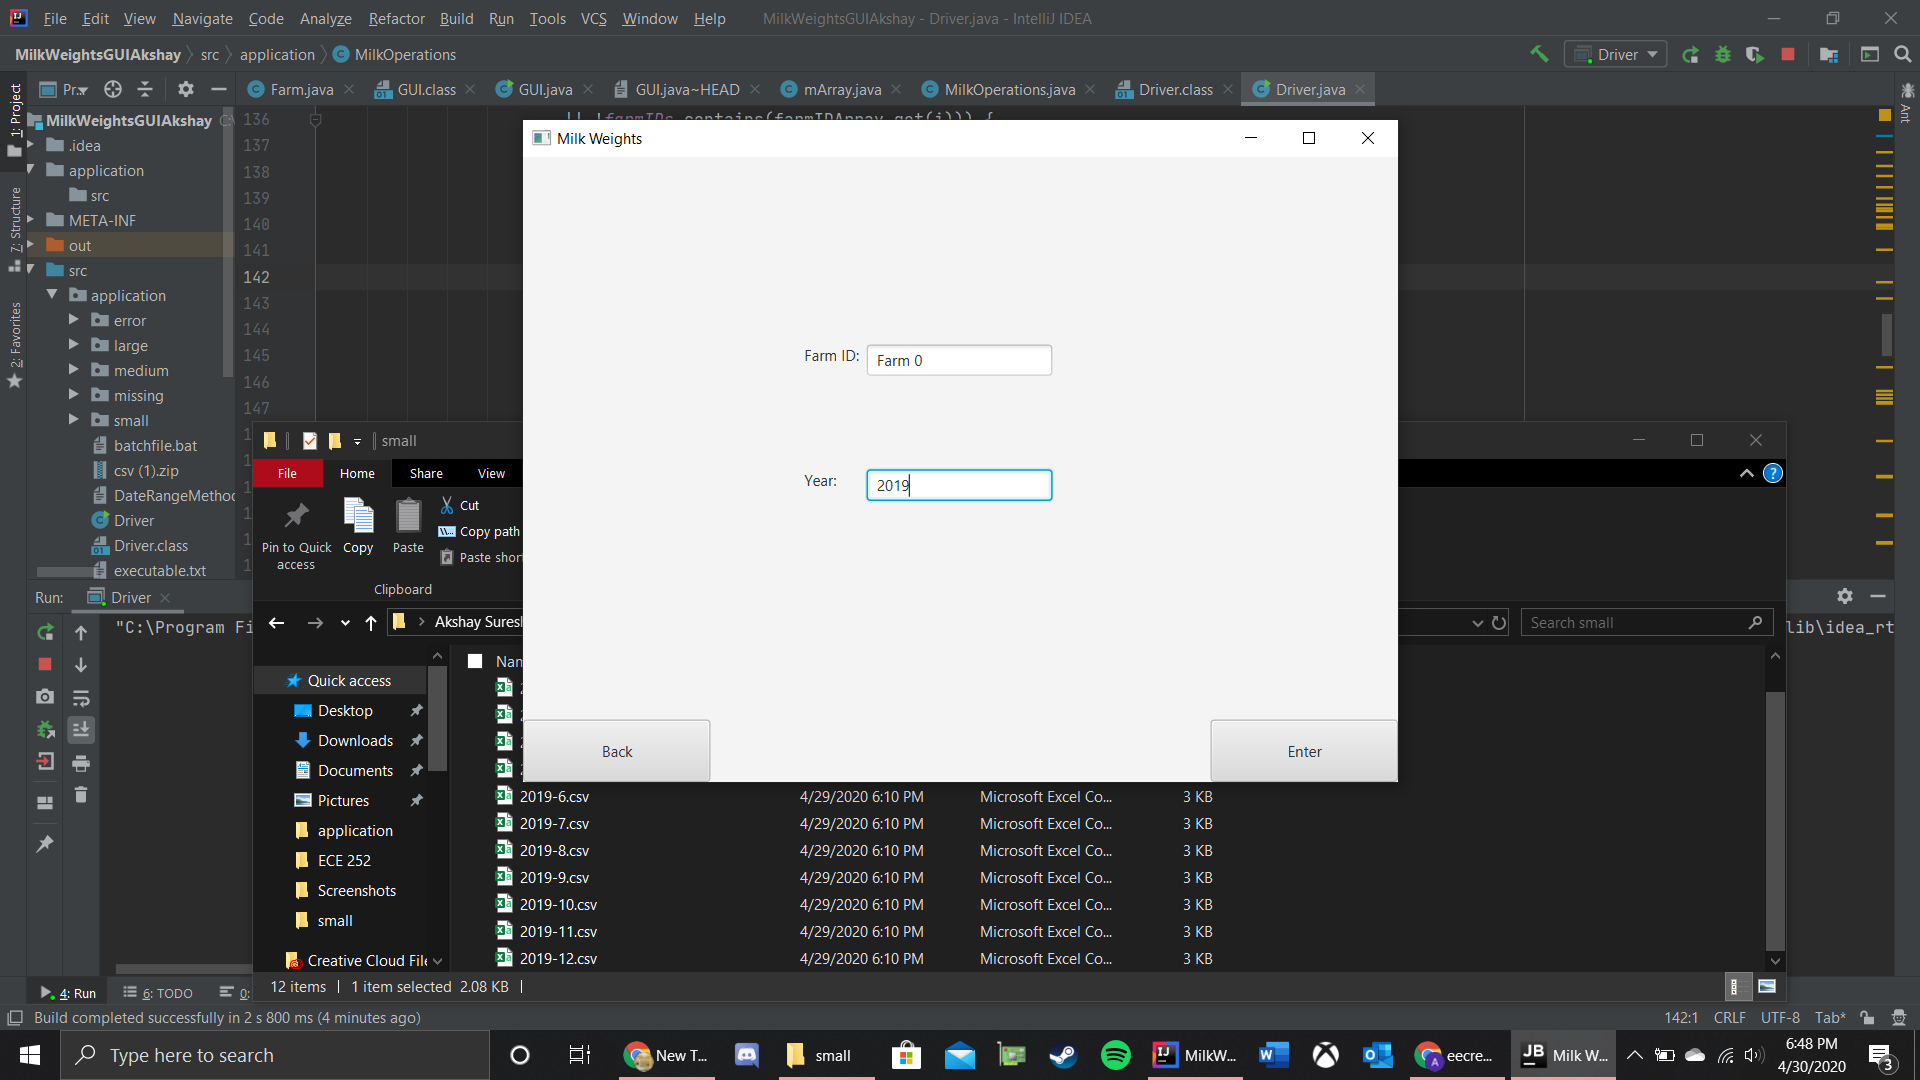 File Edit View Navigate Code Analyze Refactor Build Run Tools VCS Window Help MilkWeightsGUIAkshay - Driver.java - IntelliJ IDEA
MilkWeightsGUIAkshay src application MilkOperations Driver
Pr... Farm.java GUI.class GUI.java GUI.java~HEAD mArray.java MilkOperations.java Driver.class Driver.java
1: Project
7: Structure
2: Favorites
Ant
MilkWeightsGUIAkshay
.idea
application
src
META-INF
out
src
application
error
large
medium
missing
small
batchfile.bat
csv (1).zip
DateRangeMethod
Driver
Driver.class
executable.txt
136
137
138
139
140
141
142
143
144
145
146
147
Milk Weights
Farm ID: Farm 0
Year: 2019
Back Enter
small
File Home Share View
Pin to Quick access
Copy
Paste
Cut
Copy path
Paste shor
Clipboard
Akshay Suresl
Search small
Run: Driver
"C:\Program Fi
lib\idea_rt
Quick access
Desktop
Downloads
Documents
Pictures
application
ECE 252
Screenshots
small
Creative Cloud File
Nan
2019-6.csv 4/29/2020 6:10 PM Microsoft Excel Co... 3 KB
2019-7.csv 4/29/2020 6:10 PM Microsoft Excel Co... 3 KB
2019-8.csv 4/29/2020 6:10 PM Microsoft Excel Co... 3 KB
2019-9.csv 4/29/2020 6:10 PM Microsoft Excel Co... 3 KB
2019-10.csv 4/29/2020 6:10 PM Microsoft Excel Co... 3 KB
2019-11.csv 4/29/2020 6:10 PM Microsoft Excel Co... 3 KB
2019-12.csv 4/29/2020 6:10 PM Microsoft Excel Co... 3 KB
12 items 1 item selected 2.08 KB
4: Run 6: TODO 0:
Build completed successfully in 2 s 800 ms (4 minutes ago) 142:1 CRLF UTF-8 Tab*
Type here to search New T... small MilkW... eecre... Milk W... 6:48 PM
4/30/2020
3